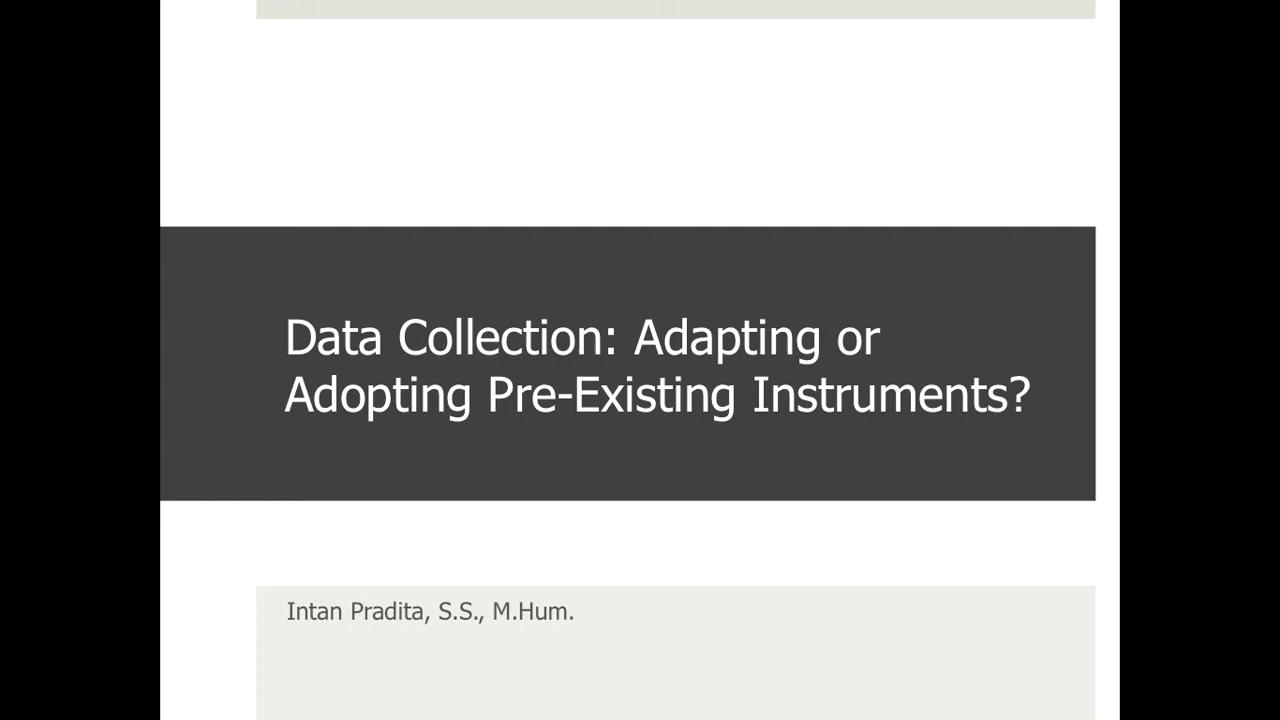 Data Collection: Adapting or
Adopting Pre-Existing Instruments?
Intan Pradita, S.S., M.Hum.